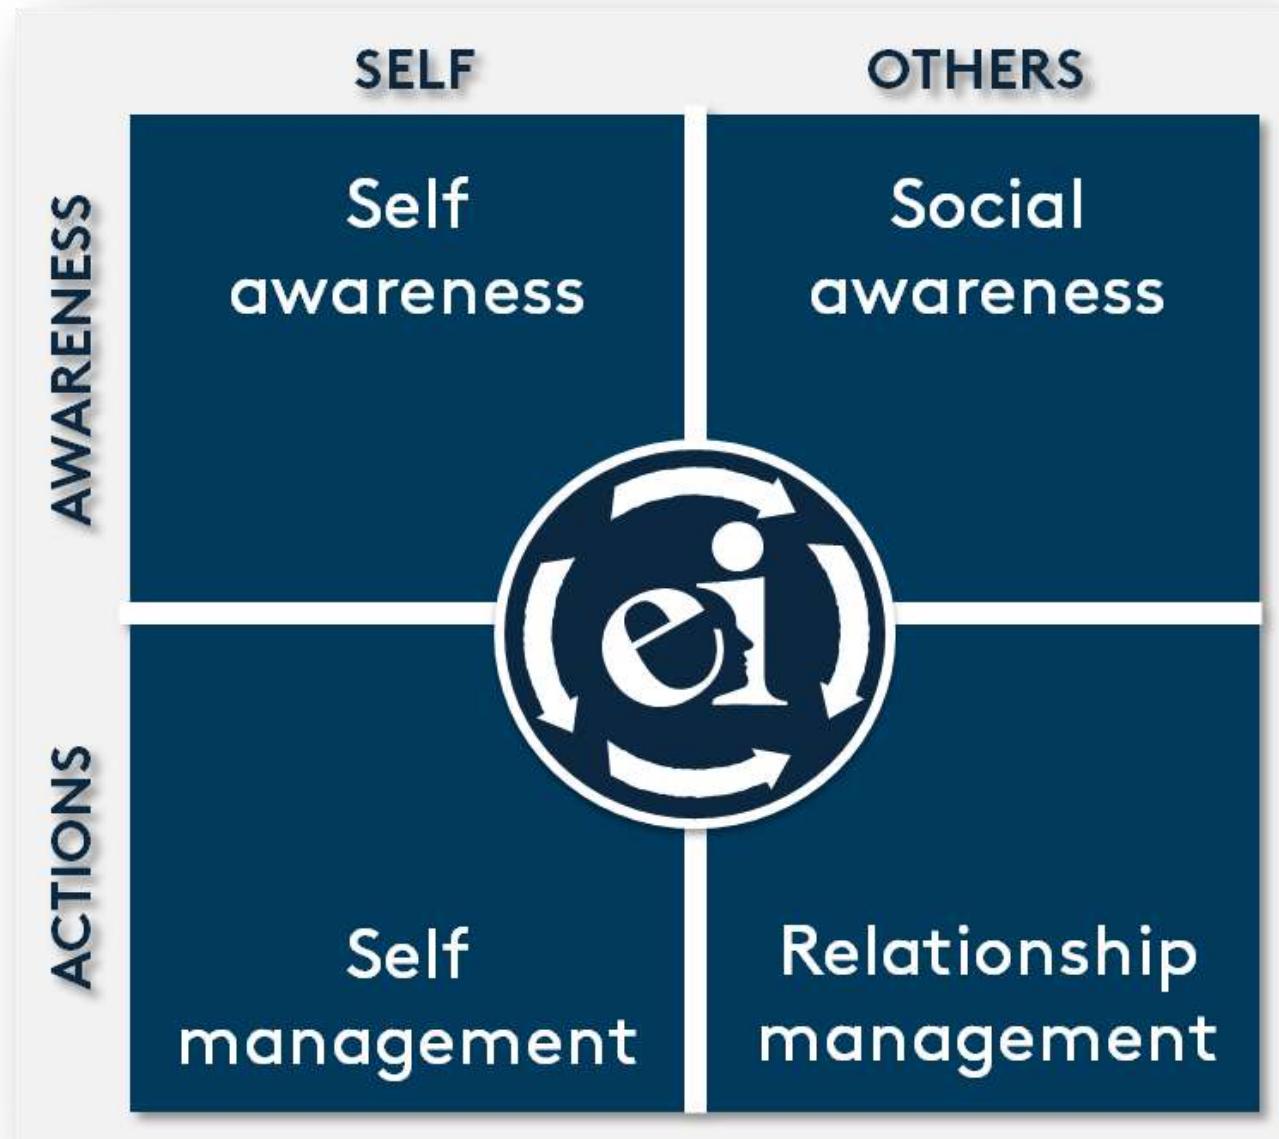 SELF
OTHERS
AWARENESS
Self
awareness
Social
awareness
ei
ACTIONS
Self
management
Relationship
management